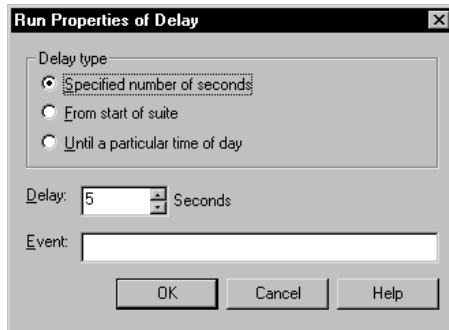 Run Properties of Delay
Delay type
Specified number of seconds
From start of suite
Until a particular time of day
Delay: 5 Seconds
Event:
OK Cancel Help